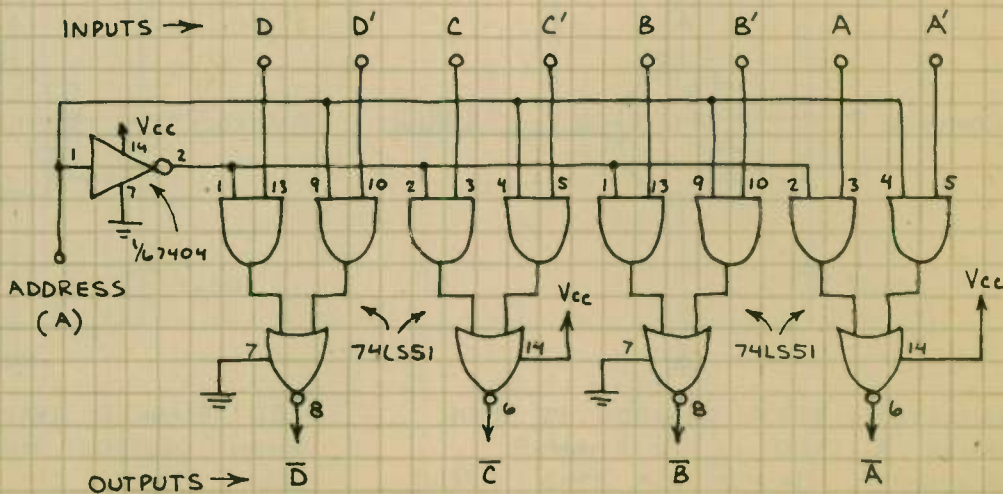 INPUTS → D D' C C' B B' A A'
Vcc
14
1 2
7
1 13 9 10 2 3 4 5 1 13 9 10 2 3 4 5
1/6 7404
ADDRESS
(A)
Vcc Vcc
7 74LS51 14 7 74LS51 14
8 6 8 6
OUTPUTS → D̅ C̅ B̅ A̅